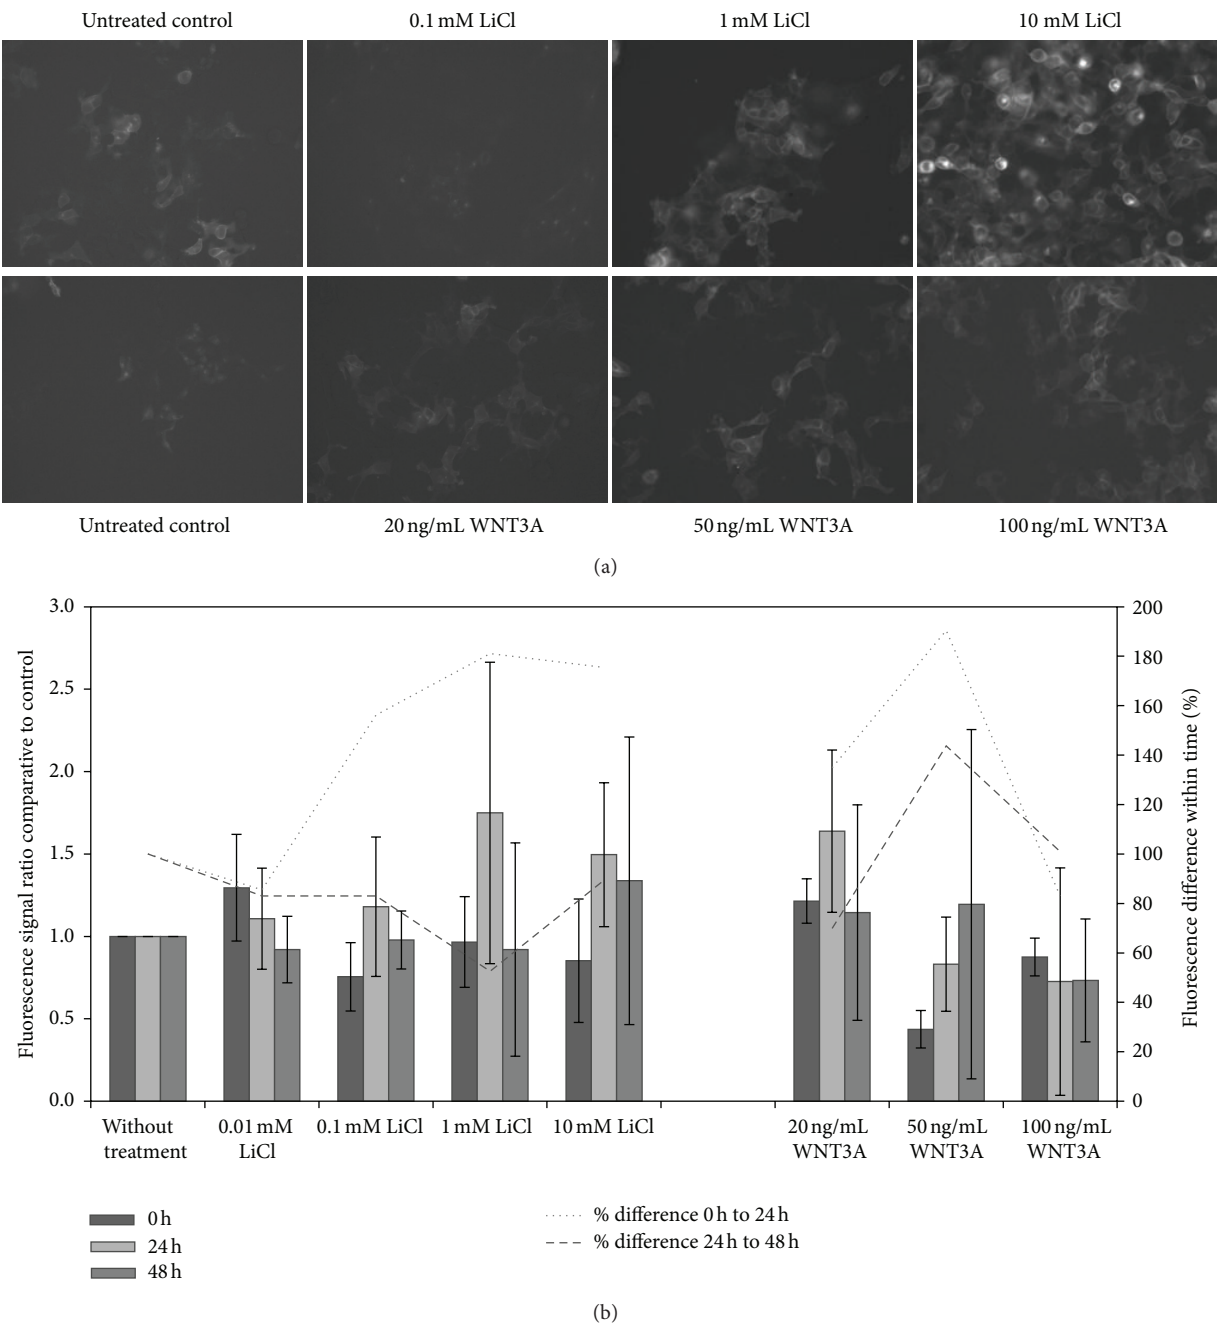 Untreated control 0.1 mM LiCl 1 mM LiCl 10 mM LiCl
Untreated control 20 ng/mL WNT3A 50 ng/mL WNT3A 100 ng/mL WNT3A
(a)
Fluorescence signal ratio comparative to control
3.0
2.5
2.0
1.5
1.0
0.5
0.0
200
180
160
140
120
100
80
60
40
20
0
Fluorescence difference within time (%)
Without treatment
0.01 mM LiCl
0.1 mM LiCl
1 mM LiCl
10 mM LiCl
20 ng/mL WNT3A
50 ng/mL WNT3A
100 ng/mL WNT3A
0 h
24 h
48 h
% difference 0 h to 24 h
% difference 24 h to 48 h
(b)